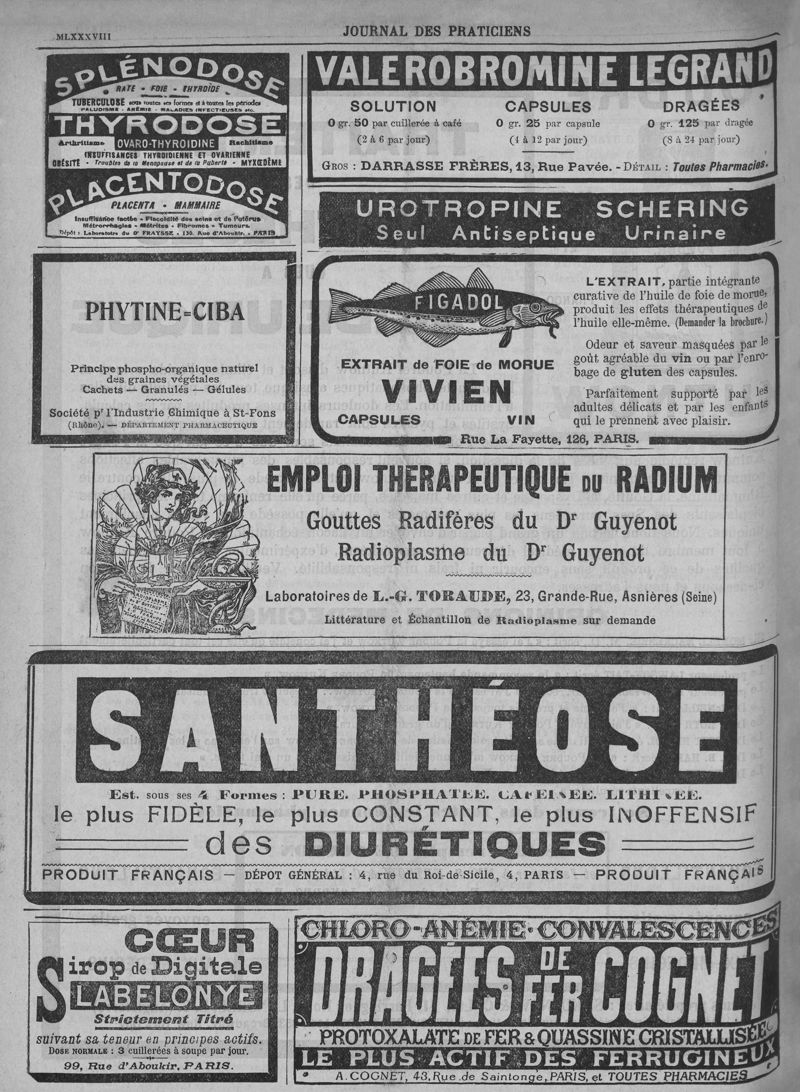 MLXXXVIII
JOURNAL DES PRATICIENS
SPLÉNODOSE
RATE - FOIE - THYROÏDE
TUBERCULOSE sous toutes ses formes et à toutes les périodes
PALUDISME - ANÉMIE - MALADIES INFECTIEUSES etc.
THYRODOSE
Arthritisme OVARO-THYROIDINE Rachitisme
INSUFFISANCES THYROIDIENNE ET OVARIENNE
OBÉSITÉ - Troubles de la Menopause et de la Puberté - MYXŒDÈME
PLACENTODOSE
PLACENTA - MAMMAIRE
Insuffisance lactée - Flaccidité des seins et de l'utérus
Métrorrhagies - Métrites - Fibromes - Tumeurs.
Dépôt: Laboratoire du Dr FRAYSSE - 130, Rue d'Aboukir. - PARIS
VALEROBROMINE LEGRAND
SOLUTION CAPSULES DRAGÉES
0 gr. 50 par cuillerée à café 0 gr. 25 par capsule 0 gr. 125 par dragée
(2 à 6 par jour) (4 à 12 par jour) (8 à 24 par jour)
GROS : DARRASSE FRÈRES, 13, Rue Pavée. - DÉTAIL : Toutes Pharmacies.
UROTROPINE SCHERING
Seul Antiseptique Urinaire
PHYTINE=CIBA
Principe phospho-organique naturel
des graines végétales
Cachets — Granulés — Gélules
Société pr l'Industrie Chimique à St-Fons
(Rhône). — DÉPARTEMENT PHARMACEUTIQUE
FIGADOL
EXTRAIT de FOIE de MORUE
VIVIEN
CAPSULES VIN
L'EXTRAIT, partie intégrante
curative de l'huile de foie de morue,
produit les effets thérapeutiques de
l'huile elle-même. (Demander la brochure.)
Odeur et saveur masquées par le
goût agréable du vin ou par l'enro-
bage de gluten des capsules.
Parfaitement supporté par les
adultes délicats et par les enfants
qui le prennent avec plaisir.
Rue La Fayette, 126, PARIS.
EMPLOI THERAPEUTIQUE DU RADIUM
Gouttes Radifères du Dr Guyenot
Radioplasme du Dr Guyenot
Laboratoires de L.-G. TORAUDE, 23, Grande-Rue, Asnières (Seine)
Littérature et Échantillon de Radioplasme sur demande
SANTHÉOSE
Est. sous ses 4 Formes : PURE. PHOSPHATÉE. CAFÉINÉE. LITHINÉE.
le plus FIDÈLE, le plus CONSTANT, le plus INOFFENSIF
des DIURÉTIQUES
PRODUIT FRANÇAIS — DÉPOT GÉNÉRAL : 4, rue du Roi-de-Sicile, 4, PARIS — PRODUIT FRANÇAIS
CŒUR
Sirop de Digitale
LABELONYE
Strictement Titré
suivant sa teneur en principes actifs.
DOSE NORMALE : 3 cuillerées à soupe par jour.
99, Rue d'Aboukir, PARIS.
CHLORO-ANÉMIE-CONVALESCENCES
DRAGÉES DE FER COGNET
PROTOXALATE DE FER & QUASSINE CRISTALLISÉE
LE PLUS ACTIF DES FERRUGINEUX
A. COGNET, 43, Rue de Saintonge, PARIS, et TOUTES PHARMACIES